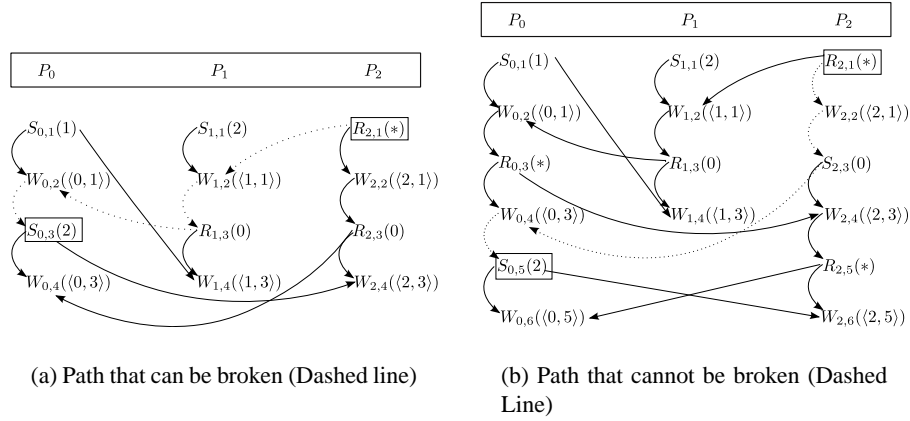 P₀ P₁ P₂
S₀,₁(1) S₁,₁(2) R₂,₁(*)
W₀,₂(⟨0, 1⟩) W₁,₂(⟨1, 1⟩) W₂,₂(⟨2, 1⟩)
S₀,₃(2) R₁,₃(0) R₂,₃(0)
W₀,₄(⟨0, 3⟩) W₁,₄(⟨1, 3⟩) W₂,₄(⟨2, 3⟩)
(a) Path that can be broken (Dashed line)
P₀ P₁ P₂
S₀,₁(1) S₁,₁(2) R₂,₁(*)
W₀,₂(⟨0, 1⟩) W₁,₂(⟨1, 1⟩) W₂,₂(⟨2, 1⟩)
R₀,₃(*) R₁,₃(0) S₂,₃(0)
W₀,₄(⟨0, 3⟩) W₁,₄(⟨1, 3⟩) W₂,₄(⟨2, 3⟩)
S₀,₅(2) R₂,₅(*)
W₀,₆(⟨0, 5⟩) W₂,₆(⟨2, 5⟩)
(b) Path that cannot be broken (Dashed
Line)